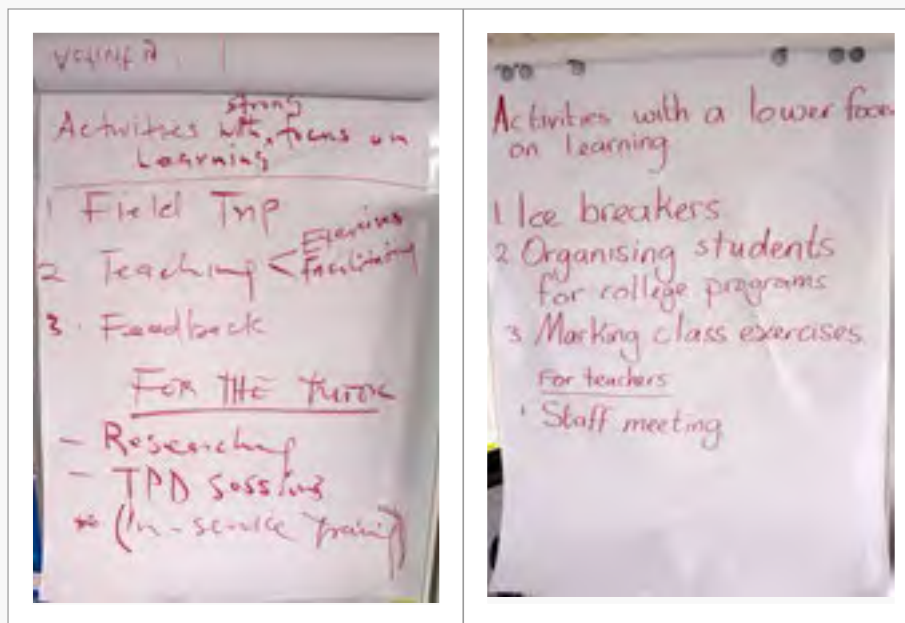 strong
Activities with focus on
Learning
1 Field Trip
2 Teaching < Exercises
Facilitating
3. Feedback
FOR THE TUTOR
- Researching
- TPD sessions
* (In-service Training)
Activities with a lower focus
on learning
1 Ice breakers
2 Organising students
for college programs
3 Marking class exercises
For teachers
1 Staff meeting